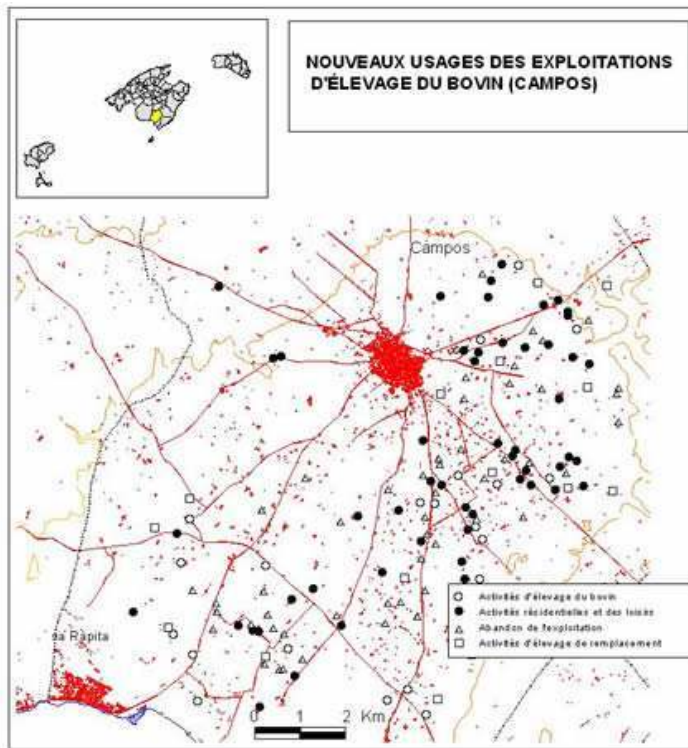 NOUVEAUX USAGES DES EXPLOITATIONS
D'ÉLEVAGE DU BOVIN (CAMPOS)
Campos
Activités d'élevage du bovin
Activités résidentielles et des loisirs
Abandon de l'exploitation
Activités d'élevage de remplacement
sa Ràpita
0 1 2 Km